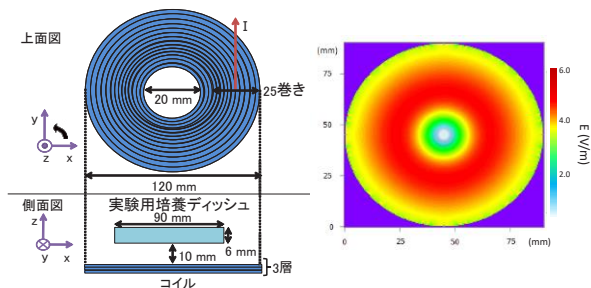 上面図
I
20 mm
25巻き
y
z
x
120 mm
側面図
実験用培養ディッシュ
z
90 mm
y
x
10 mm
6 mm
3層
コイル
(mm)
75
50
25
0
0
25
50
75
(mm)
6.0
4.0
2.0
E (V/m)